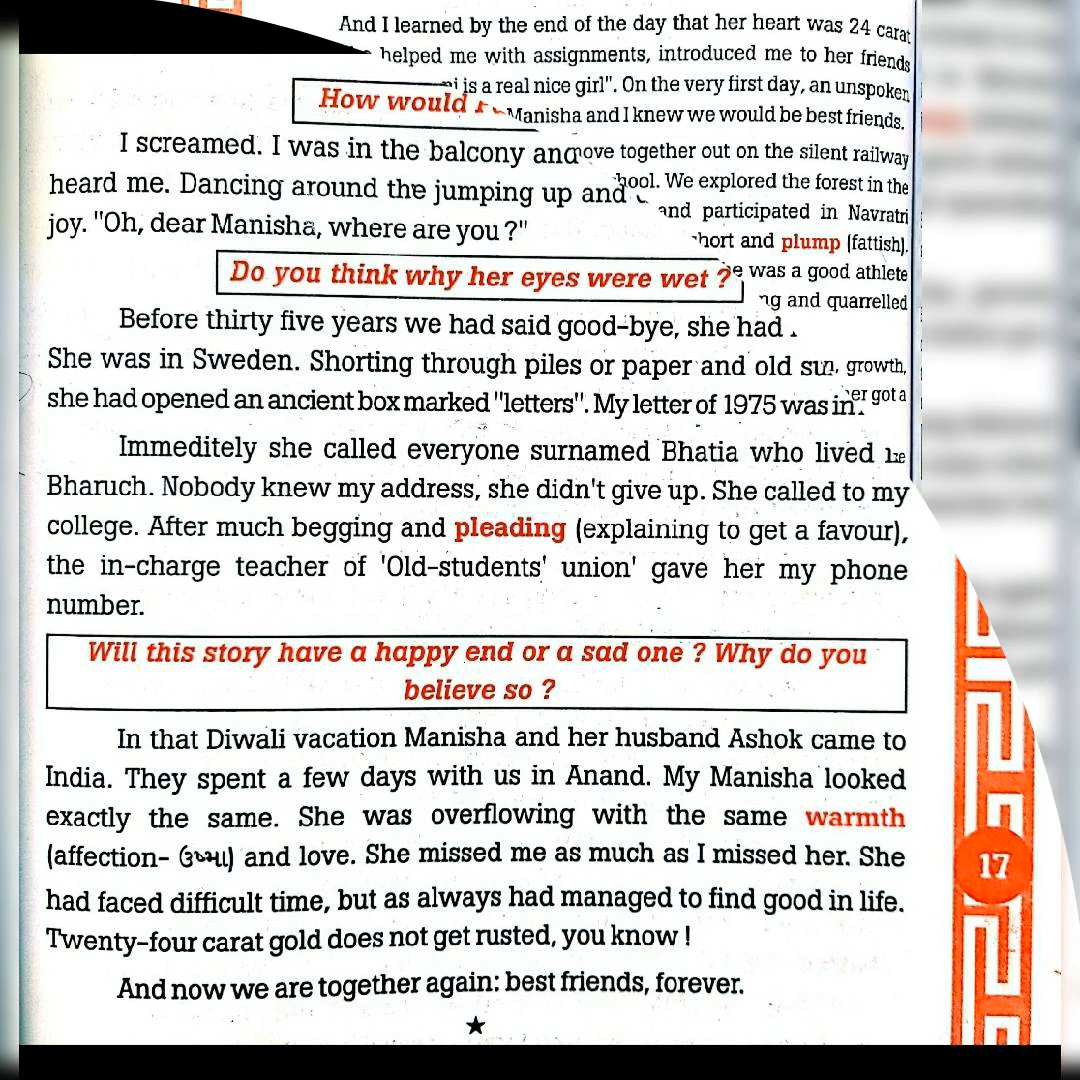 And I learned by the end of the day that her heart was 24 carat
helped me with assignments, introduced me to her friends
is a real nice girl". On the very first day, an unspoken
How would
Manisha and I knew we would be best friends.
I screamed. I was in the balcony and
together out on the silent railway
heard me. Dancing around the jumping up and
We explored the forest in the
joy. "Oh, dear Manisha, where are you ?"
and participated in Navratri
and plump (fattish).
Do you think why her eyes were wet ?
was a good athlete
and quarrelled
Before thirty five years we had said good-bye, she had
She was in Sweden. Shorting through piles or paper and old
growth,
she had opened an ancient box marked "letters". My letter of 1975 was in
got a
Immeditely she called everyone surnamed Bhatia who lived
Bharuch. Nobody knew my address, she didn't give up. She called to my
college. After much begging and pleading (explaining to get a favour),
the in-charge teacher of 'Old-students' union' gave her my phone
number.
Will this story have a happy end or a sad one ? Why do you
believe so ?
In that Diwali vacation Manisha and her husband Ashok came to
India. They spent a few days with us in Anand. My Manisha looked
exactly the same. She was overflowing with the same warmth
(affection- ઉષ્મા) and love. She missed me as much as I missed her. She
had faced difficult time, but as always had managed to find good in life.
Twenty-four carat gold does not get rusted, you know !
17
And now we are together again: best friends, forever.